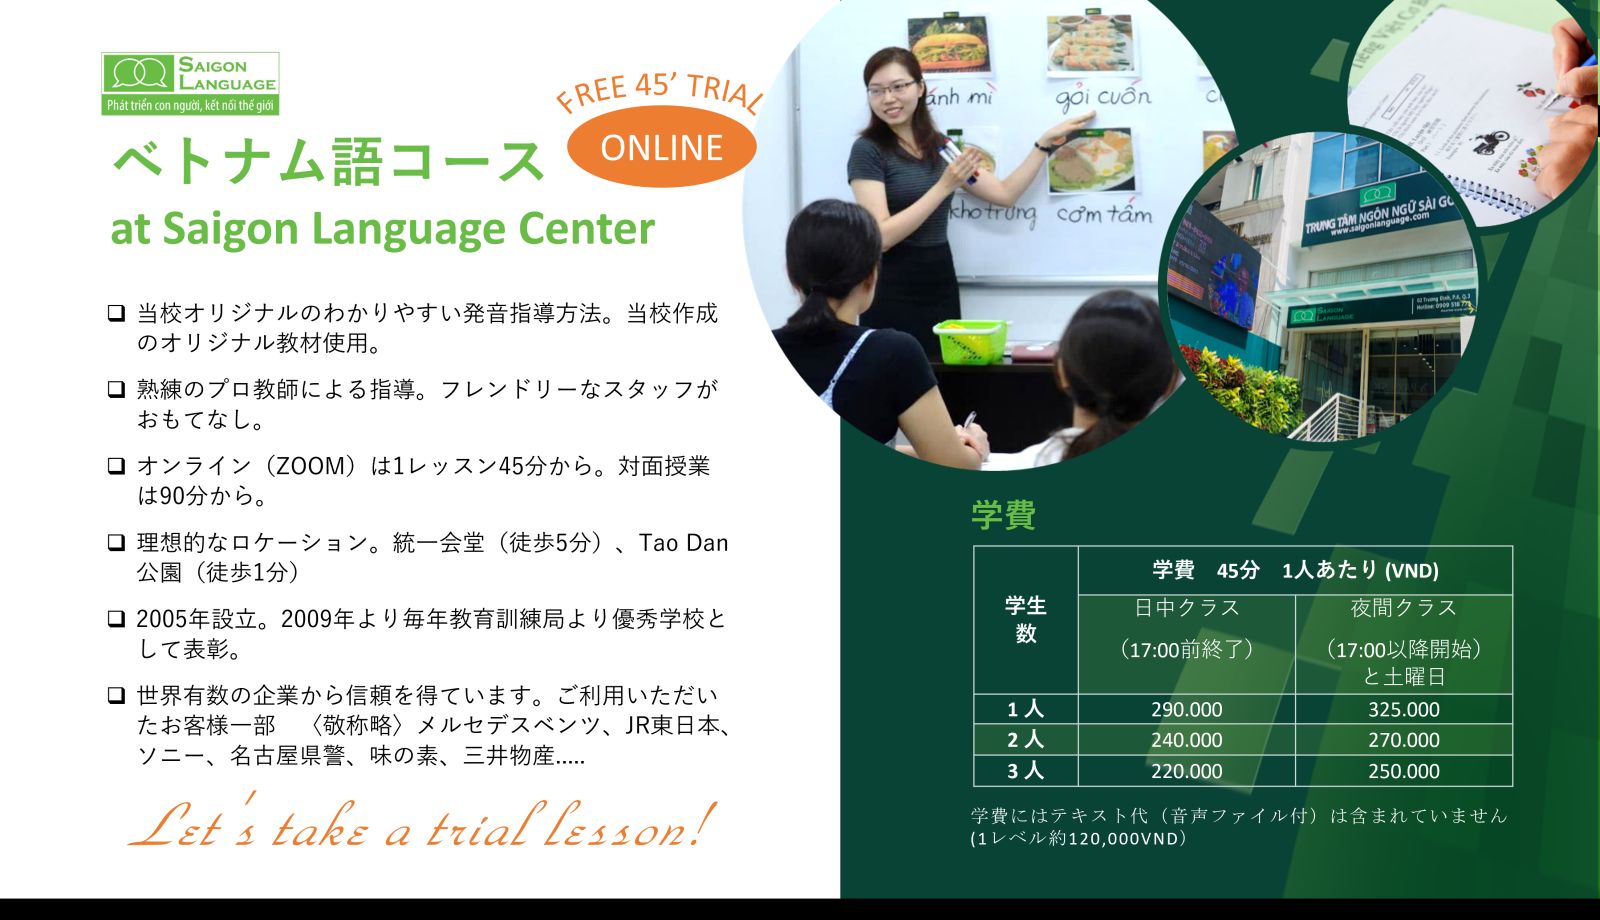 SAIGON
LANGUAGE
Phát triển con người, kết nối thế giới
FREE 45’ TRIAL
ONLINE
ベトナム語コース
at Saigon Language Center
❑ 当校オリジナルのわかりやすい発音指導方法。当校作成
のオリジナル教材使用。
❑ 熟練のプロ教師による指導。フレンドリーなスタッフが
おもてなし。
❑ オンライン（ZOOM）は1レッスン45分から。対面授業
は90分から。
❑ 理想的なロケーション。統一会堂（徒歩5分）、Tao Dan
公園（徒歩1分）
❑ 2005年設立。2009年より毎年教育訓練局より優秀学校と
して表彰。
❑ 世界有数の企業から信頼を得ています。ご利用いただい
たお客様一部　〈敬称略〉メルセデスベンツ、JR東日本、
ソニー、名古屋県警、味の素、三井物産.....
Let's take a trial lesson!
ánh mì
gỏi cuốn
kho trứng
cơm tấm
Tiếng Việt Cơ B
TRUNG TÂM NGÔN NGỮ SÀI GÒ
www.saigonlanguage.com
SAIGON
LANGUAGE
学費
学生
数
学費　45分　1人あたり (VND)
日中クラス
（17:00前終了）
夜間クラス
（17:00以降開始）
と土曜日
1 人 290.000 325.000
2 人 240.000 270.000
3 人 220.000 250.000
学費にはテキスト代（音声ファイル付）は含まれていません
(1レベル約120,000VND）